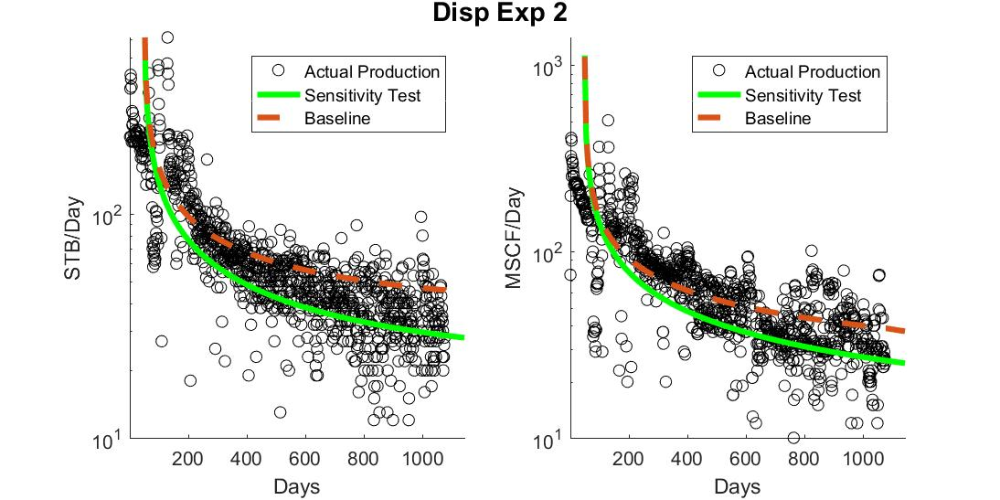 Disp Exp 2
STB/Day
10^2
10^1
200 400 600 800 1000
Days
Actual Production
Sensitivity Test
Baseline
MSCF/Day
10^3
10^2
10^1
200 400 600 800 1000
Days
Actual Production
Sensitivity Test
Baseline